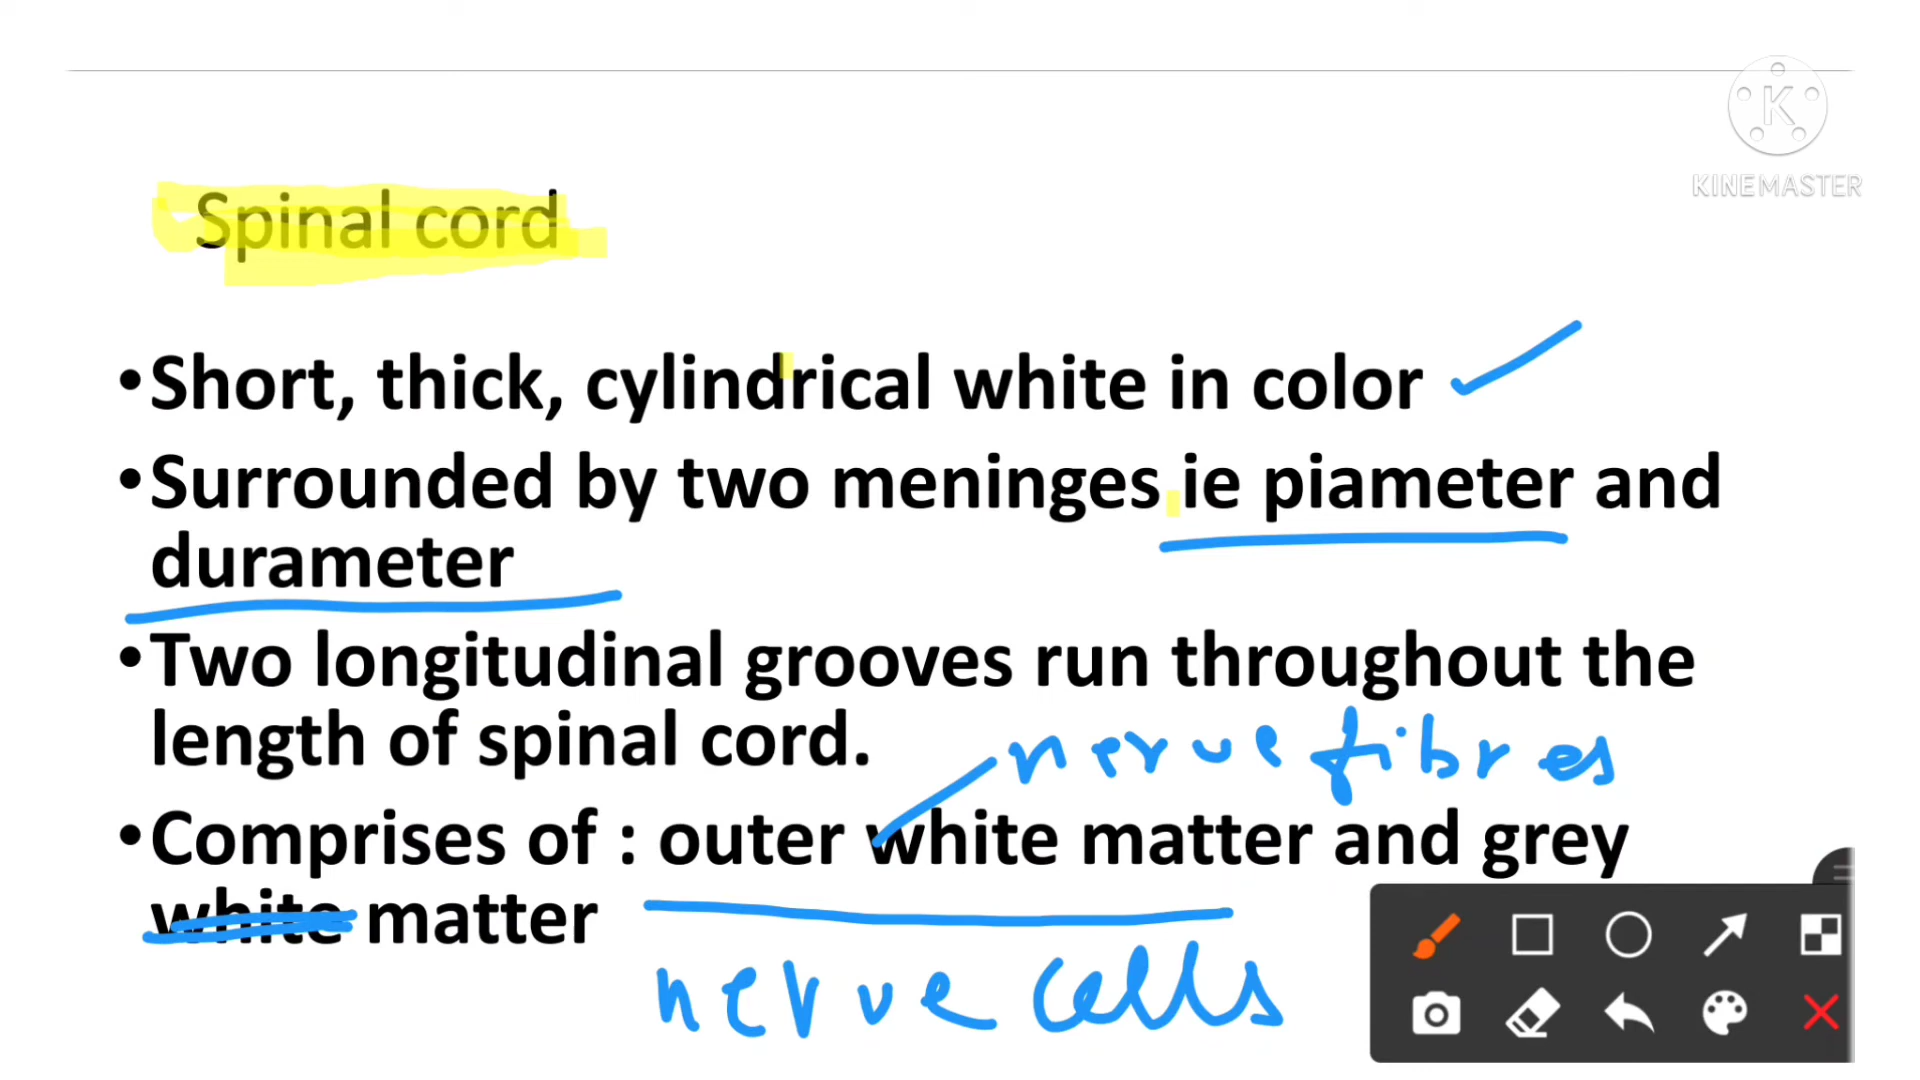 KINEMASTER
Spinal cord
•Short, thick, cylindrical white in color
•Surrounded by two meninges ie piameter and
durameter
•Two longitudinal grooves run throughout the
length of spinal cord.
nerve fibres
•Comprises of : outer white matter and grey
white matter
nerve cells